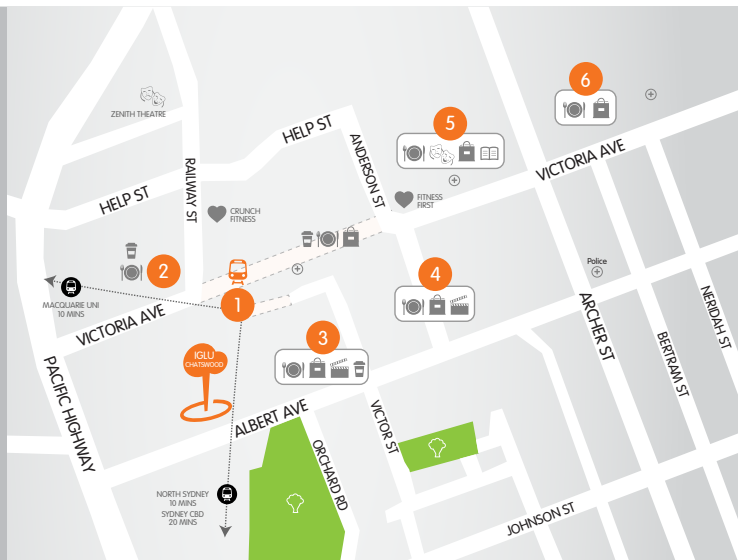 6
5
ZENITH THEATRE
HELP ST
ANDERSON ST
VICTORIA AVE
RAILWAY ST
HELP ST
FITNESS
FIRST
CRUNCH
FITNESS
Police
2
4
1
MACQUARIE UNI
10 MINS
VICTORIA AVE
ARCHER ST
NERIDAH ST
BERTRAM ST
3
IGLU
CHATSWOOD
PACIFIC HIGHWAY
ALBERT AVE
VICTOR ST
ORCHARD RD
NORTH SYDNEY
10 MINS
SYDNEY CBD
20 MINS
JOHNSON ST